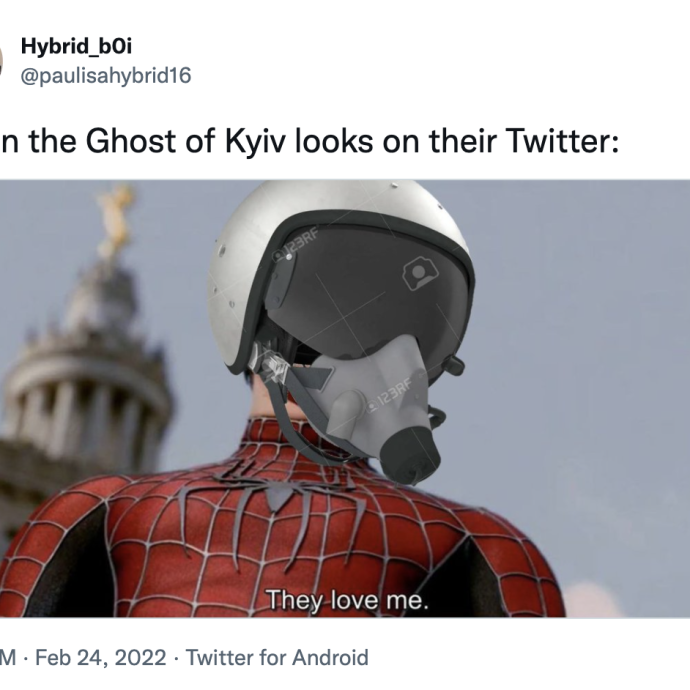 Hybrid_b0i
@paulisahybrid16
n the Ghost of Kyiv looks on their Twitter:
123RF
123RF
They love me.
M · Feb 24, 2022 · Twitter for Android